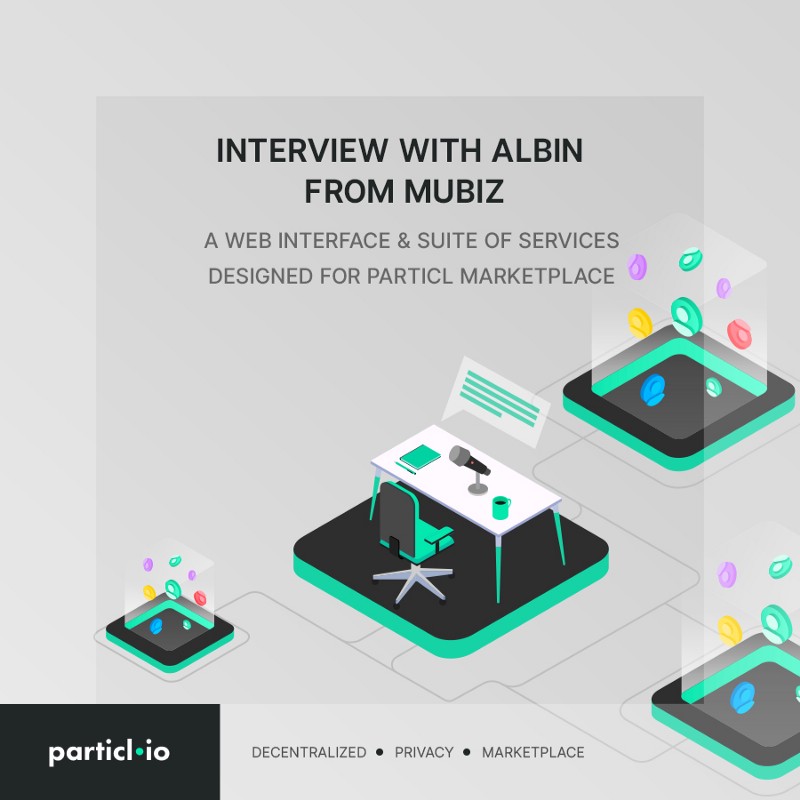 INTERVIEW WITH ALBIN
FROM MUBIZ
A WEB INTERFACE & SUITE OF SERVICES
DESIGNED FOR PARTICL MARKETPLACE
particl•io
DECENTRALIZED • PRIVACY • MARKETPLACE